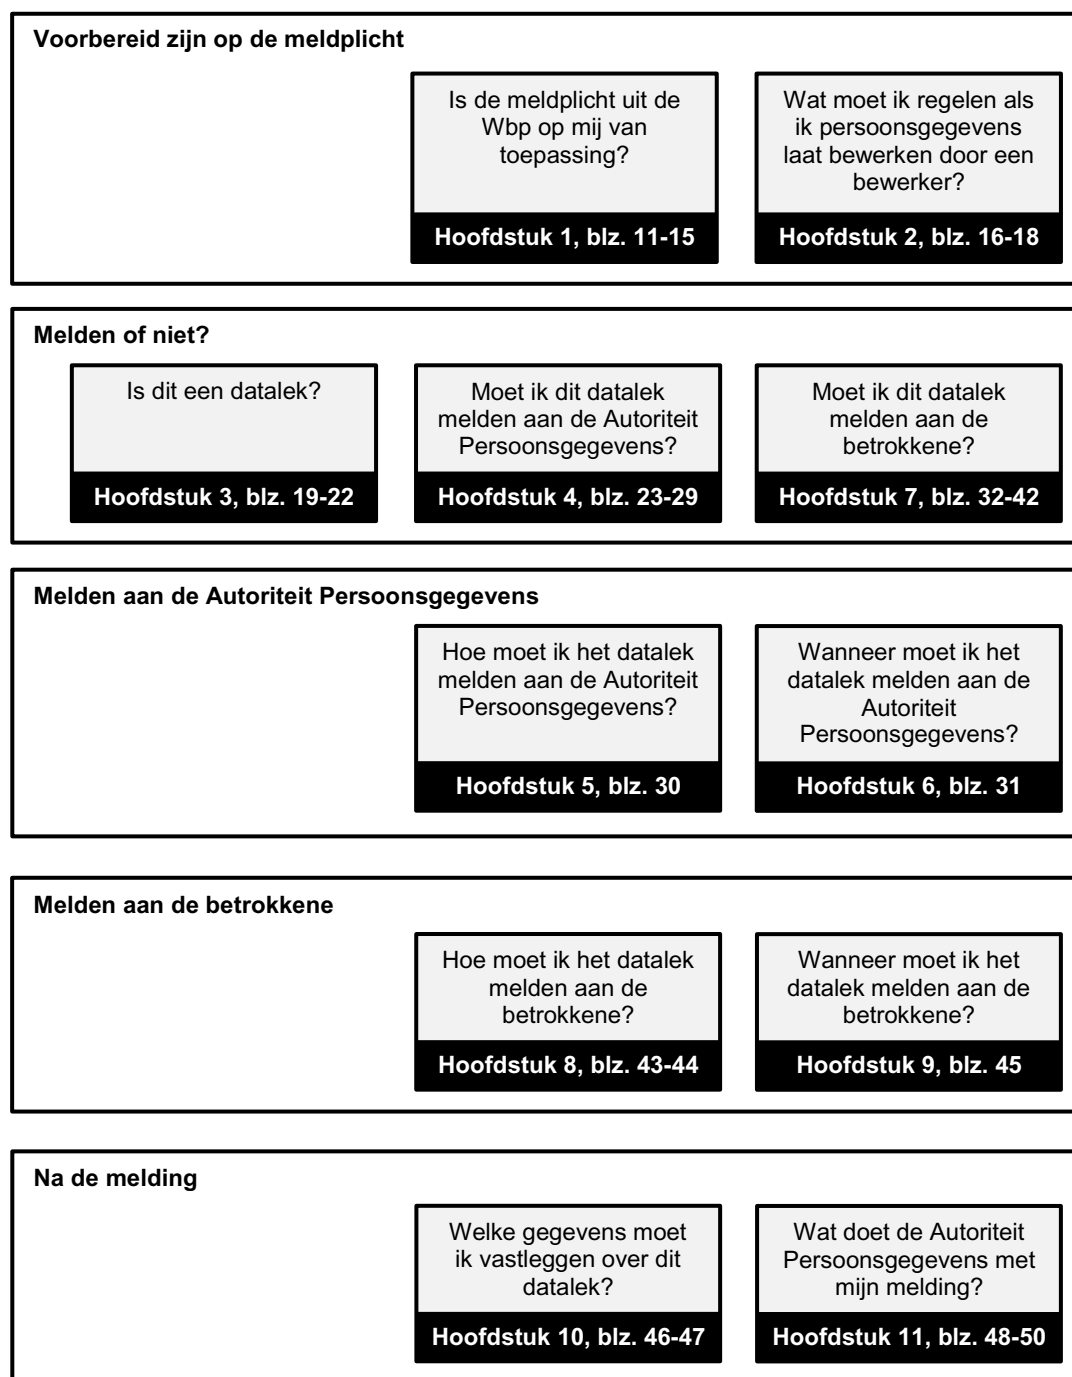 Voorbereid zijn op de meldplicht
Is de meldplicht uit de
Wbp op mij van
toepassing?
Hoofdstuk 1, blz. 11-15
Wat moet ik regelen als
ik persoonsgegevens
laat bewerken door een
bewerker?
Hoofdstuk 2, blz. 16-18
Melden of niet?
Is dit een datalek?
Hoofdstuk 3, blz. 19-22
Moet ik dit datalek
melden aan de Autoriteit
Persoonsgegevens?
Hoofdstuk 4, blz. 23-29
Moet ik dit datalek
melden aan de
betrokkene?
Hoofdstuk 7, blz. 32-42
Melden aan de Autoriteit Persoonsgegevens
Hoe moet ik het datalek
melden aan de Autoriteit
Persoonsgegevens?
Hoofdstuk 5, blz. 30
Wanneer moet ik het
datalek melden aan de
Autoriteit
Persoonsgegevens?
Hoofdstuk 6, blz. 31
Melden aan de betrokkene
Hoe moet ik het datalek
melden aan de
betrokkene?
Hoofdstuk 8, blz. 43-44
Wanneer moet ik het
datalek melden aan de
betrokkene?
Hoofdstuk 9, blz. 45
Na de melding
Welke gegevens moet
ik vastleggen over dit
datalek?
Hoofdstuk 10, blz. 46-47
Wat doet de Autoriteit
Persoonsgegevens met
mijn melding?
Hoofdstuk 11, blz. 48-50